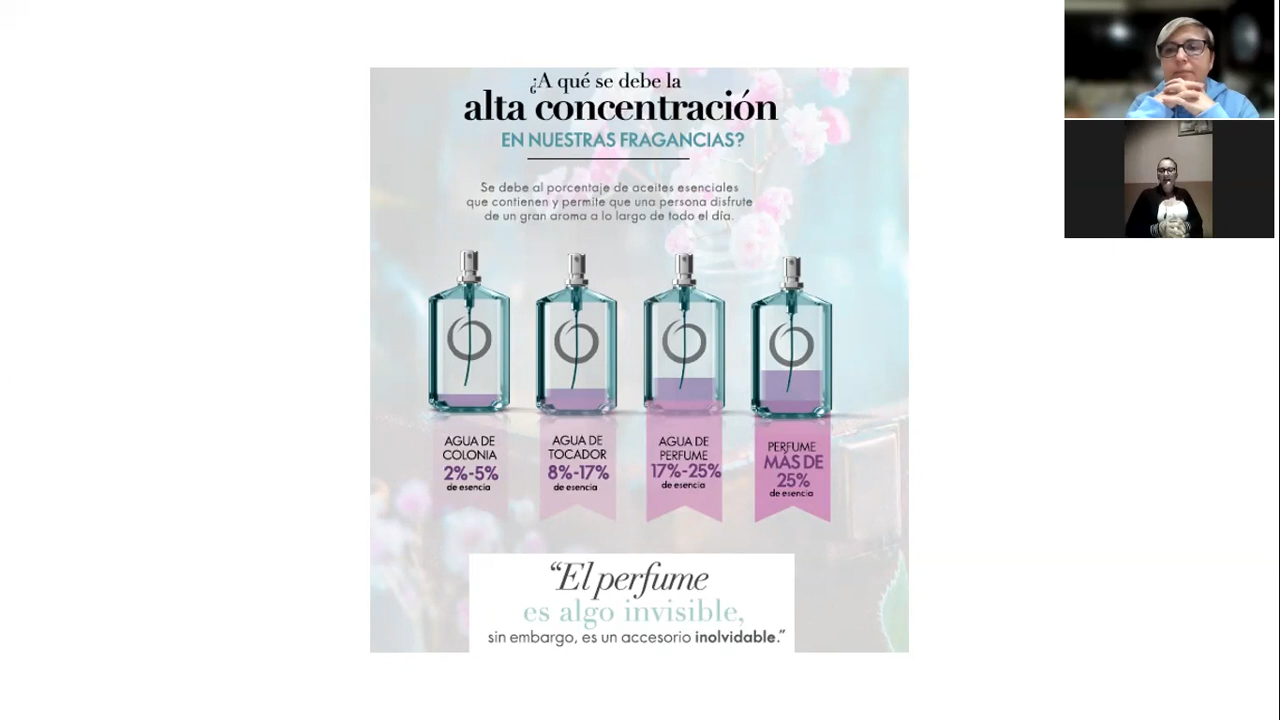 ¿A qué se debe la
alta concentración
EN NUESTRAS FRAGANCIAS?
Se debe al porcentaje de aceites esenciales
que contienen y permite que una persona disfrute
de un gran aroma a lo largo de todo el día.
AGUA DE
COLONIA
2%-5%
de esencia
AGUA DE
TOCADOR
8%-17%
de esencia
AGUA DE
PERFUME
17%-25%
de esencia
PERFUME
MÁS DE
25%
de esencia
“El perfume
es algo invisible,
sin embargo, es un accesorio inolvidable.”